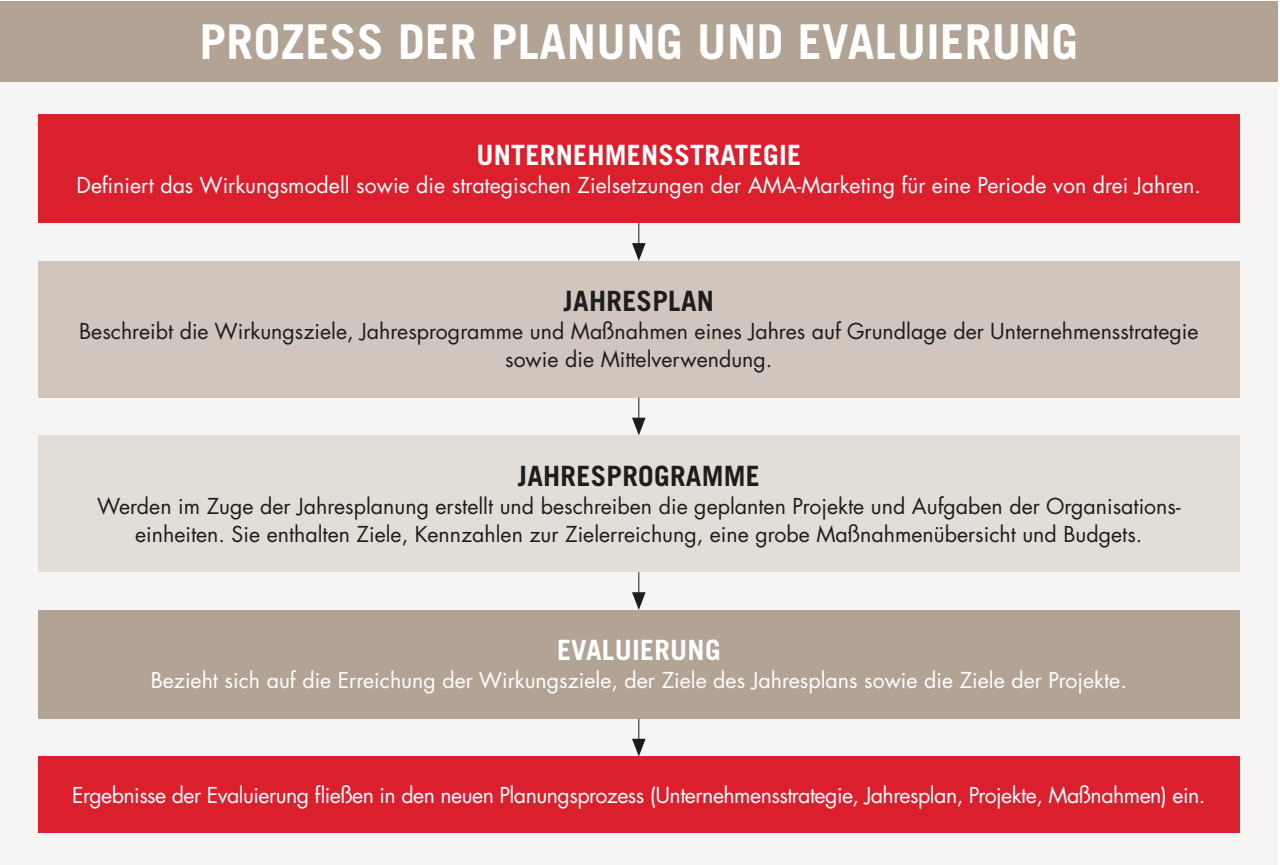 PROZESS DER PLANUNG UND EVALUIERUNG
UNTERNEHMENSSTRATEGIE
Definiert das Wirkungsmodell sowie die strategischen Zielsetzungen der AMA-Marketing für eine Periode von drei Jahren.
JAHRESPLAN
Beschreibt die Wirkungsziele, Jahresprogramme und Maßnahmen eines Jahres auf Grundlage der Unternehmensstrategie
sowie die Mittelverwendung.
JAHRESPROGRAMME
Werden im Zuge der Jahresplanung erstellt und beschreiben die geplanten Projekte und Aufgaben der Organisations-
einheiten. Sie enthalten Ziele, Kennzahlen zur Zielerreichung, eine grobe Maßnahmenübersicht und Budgets.
EVALUIERUNG
Bezieht sich auf die Erreichung der Wirkungsziele, der Ziele des Jahresplans sowie die Ziele der Projekte.
Ergebnisse der Evaluierung fließen in den neuen Planungsprozess (Unternehmensstrategie, Jahresplan, Projekte, Maßnahmen) ein.